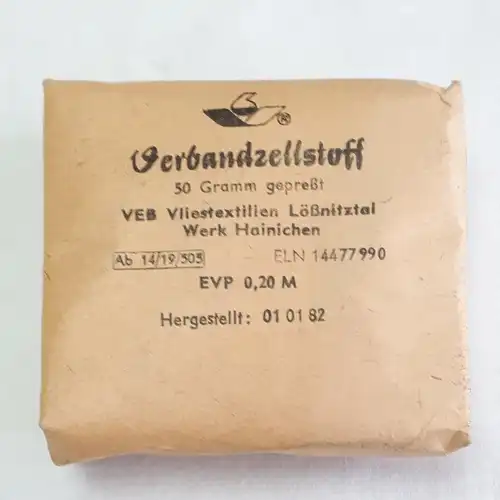 ®
Verbandzellstoff
50 Gramm gepreßt
VEB Vliestextilien Lößnitztal
Werk Hainichen
Ab 14/19/505 ELN 14477990
EVP 0,20 M
Hergestellt: 01 01 82